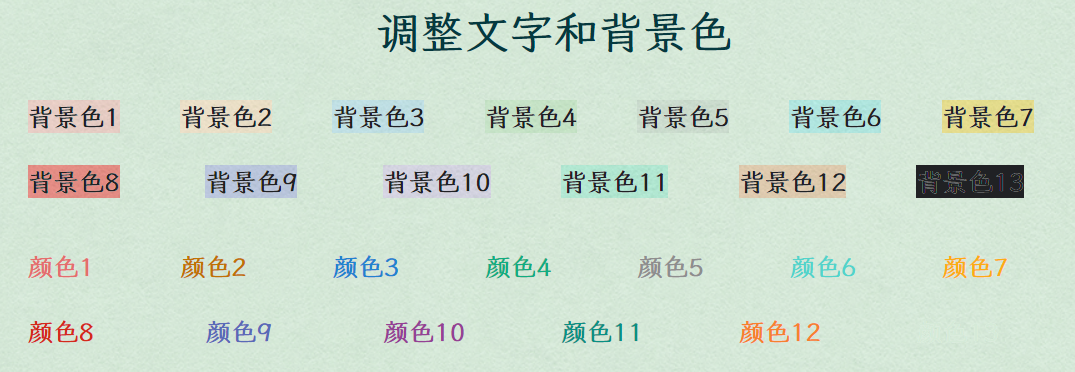 调整文字和背景色
背景色1 背景色2 背景色3 背景色4 背景色5 背景色6 背景色7
背景色8 背景色9 背景色10 背景色11 背景色12 背景色13
颜色1 颜色2 颜色3 颜色4 颜色5 颜色6 颜色7
颜色8 颜色9 颜色10 颜色11 颜色12